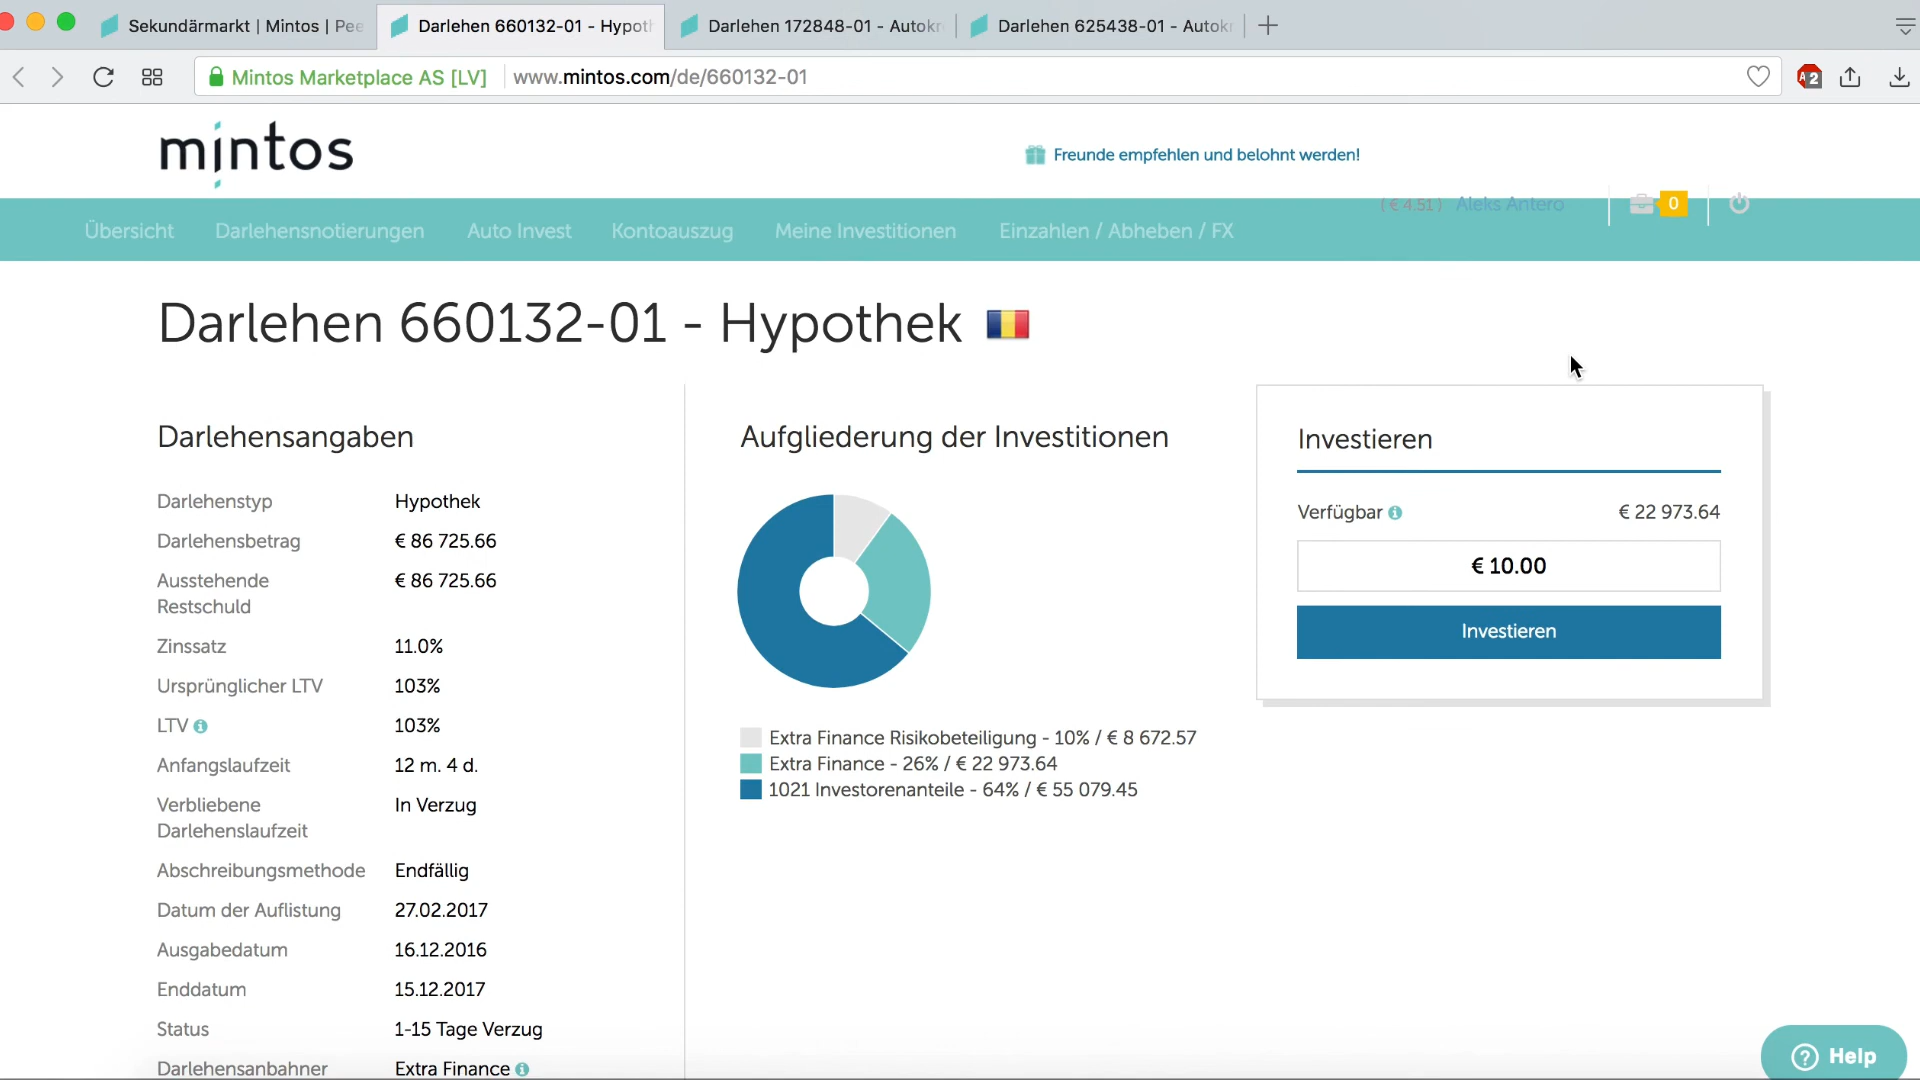 Sekundärmarkt | Mintos | Pee
Darlehen 660132-01 - Hypoth
Darlehen 172848-01 - Autokr
Darlehen 625438-01 - Autokr
Mintos Marketplace AS [LV]
www.mintos.com/de/660132-01
2
mintos
Freunde empfehlen und belohnt werden!
( € 4.51 ) Aleks Antero
0
Übersicht
Darlehensnotierungen
Auto Invest
Kontoauszug
Meine Investitionen
Einzahlen / Abheben / FX
Darlehen 660132-01 - Hypothek
Darlehensangaben
Darlehenstyp Hypothek
Darlehensbetrag € 86 725.66
Ausstehende € 86 725.66
Restschuld
Zinssatz 11.0%
Ursprünglicher LTV 103%
LTV 103%
Anfangslaufzeit 12 m. 4 d.
Verbliebene In Verzug
Darlehenslaufzeit
Abschreibungsmethode Endfällig
Datum der Auflistung 27.02.2017
Ausgabedatum 16.12.2016
Enddatum 15.12.2017
Status 1-15 Tage Verzug
Darlehensanbahner Extra Finance
Aufgliederung der Investitionen
Extra Finance Risikobeteiligung - 10% / € 8 672.57
Extra Finance - 26% / € 22 973.64
1021 Investorenanteile - 64% / € 55 079.45
Investieren
Verfügbar € 22 973.64
€ 10.00
Investieren
Help